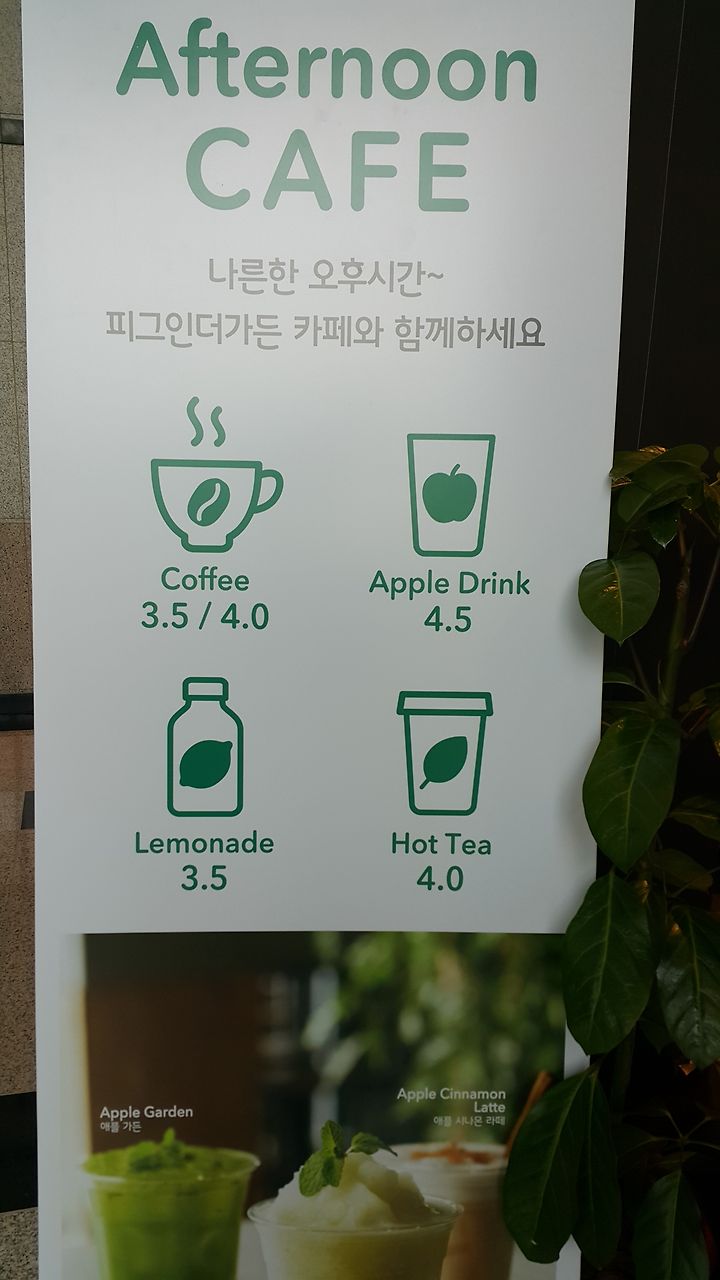 Afternoon
CAFE
나른한 오후시간~
피그인더가든 카페와 함께하세요
Coffee
3.5 / 4.0
Apple Drink
4.5
Lemonade
3.5
Hot Tea
4.0
Apple Garden
애플 가든
Apple Cinnamon
Latte
애플 시나몬 라떼